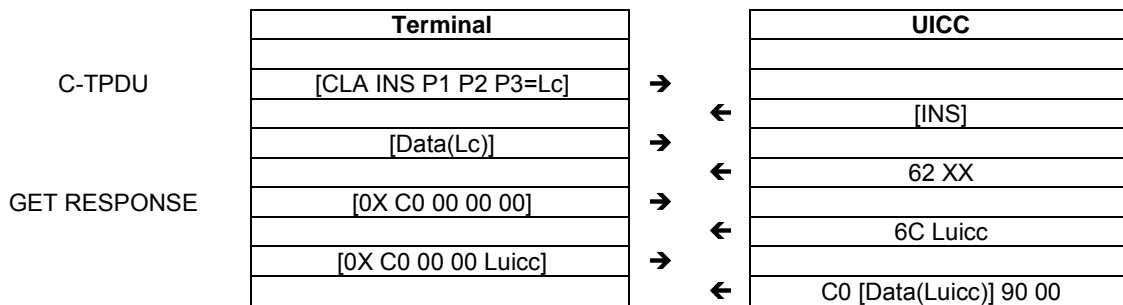 Terminal UICC
C-TPDU [CLA INS P1 P2 P3=Lc] →
← [INS]
[Data(Lc)] →
← 62 XX
GET RESPONSE [0X C0 00 00 00] →
← 6C Luicc
[0X C0 00 00 Luicc] →
← C0 [Data(Luicc)] 90 00